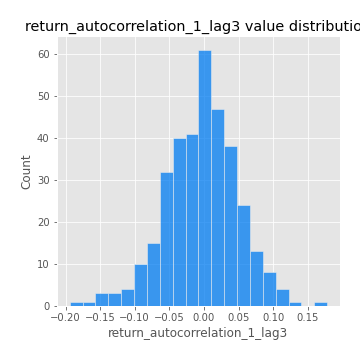 return_autocorrelation_1_lag3 value distributio
60
50
40
30
20
10
0
Count
−0.20 −0.15 −0.10 −0.05 0.00 0.05 0.10 0.15
return_autocorrelation_1_lag3